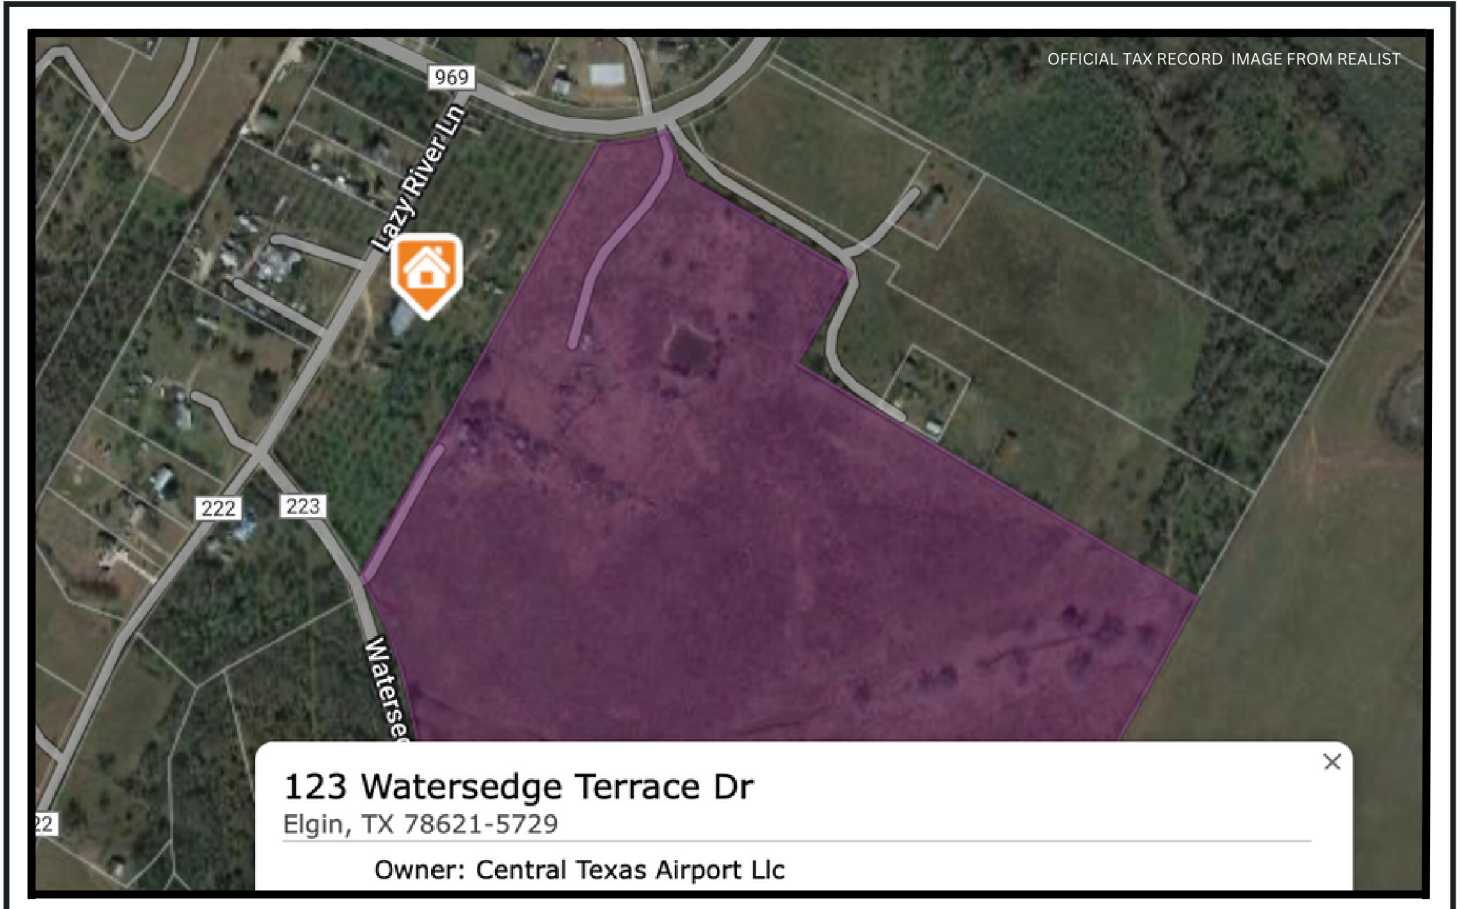 OFFICIAL TAX RECORD IMAGE FROM REALIST
969
Lazy River Ln
222
223
Watersed
22
123 Watersedge Terrace Dr
Elgin, TX 78621-5729
Owner: Central Texas Airport Llc